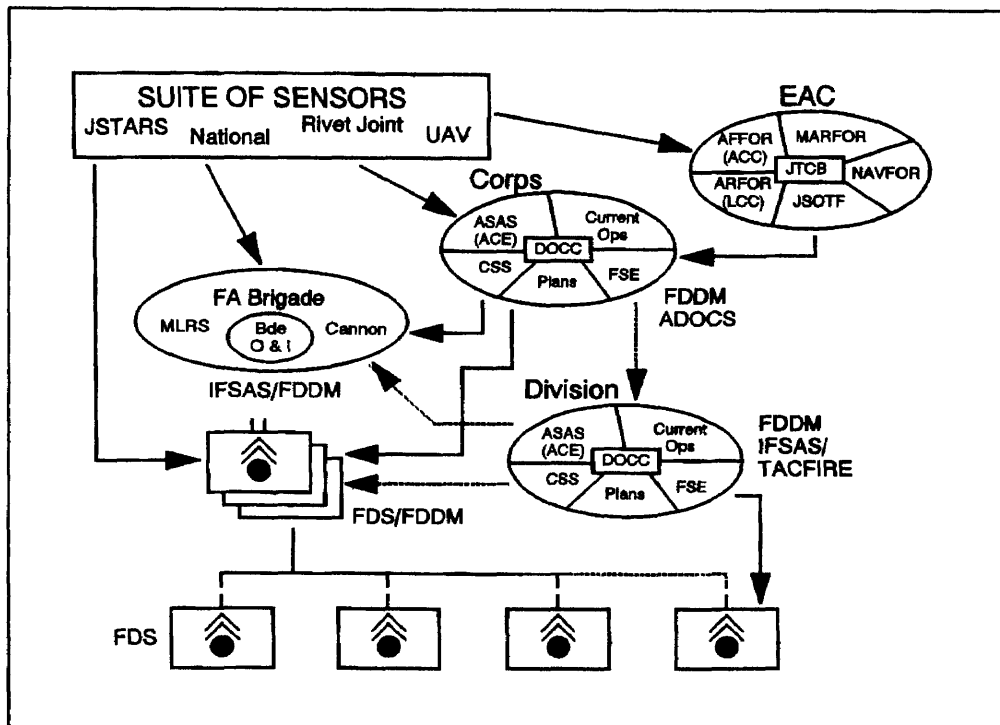 SUITE OF SENSORS
JSTARS
National
Rivet Joint
UAV
EAC
AFFOR
(ACC)
MARFOR
JTCB
NAVFOR
ARFOR
(LCC)
JSOTF
Corps
ASAS
(ACE)
Current
Ops
DOCC
CSS
Plans
FSE
FDDM
ADOCS
FA Brigade
MLRS
Bde
O & I
Cannon
IFSAS/FDDM
Division
ASAS
(ACE)
Current
Ops
DOCC
CSS
Plans
FSE
FDDM
IFSAS/
TACFIRE
FDS/FDDM
FDS